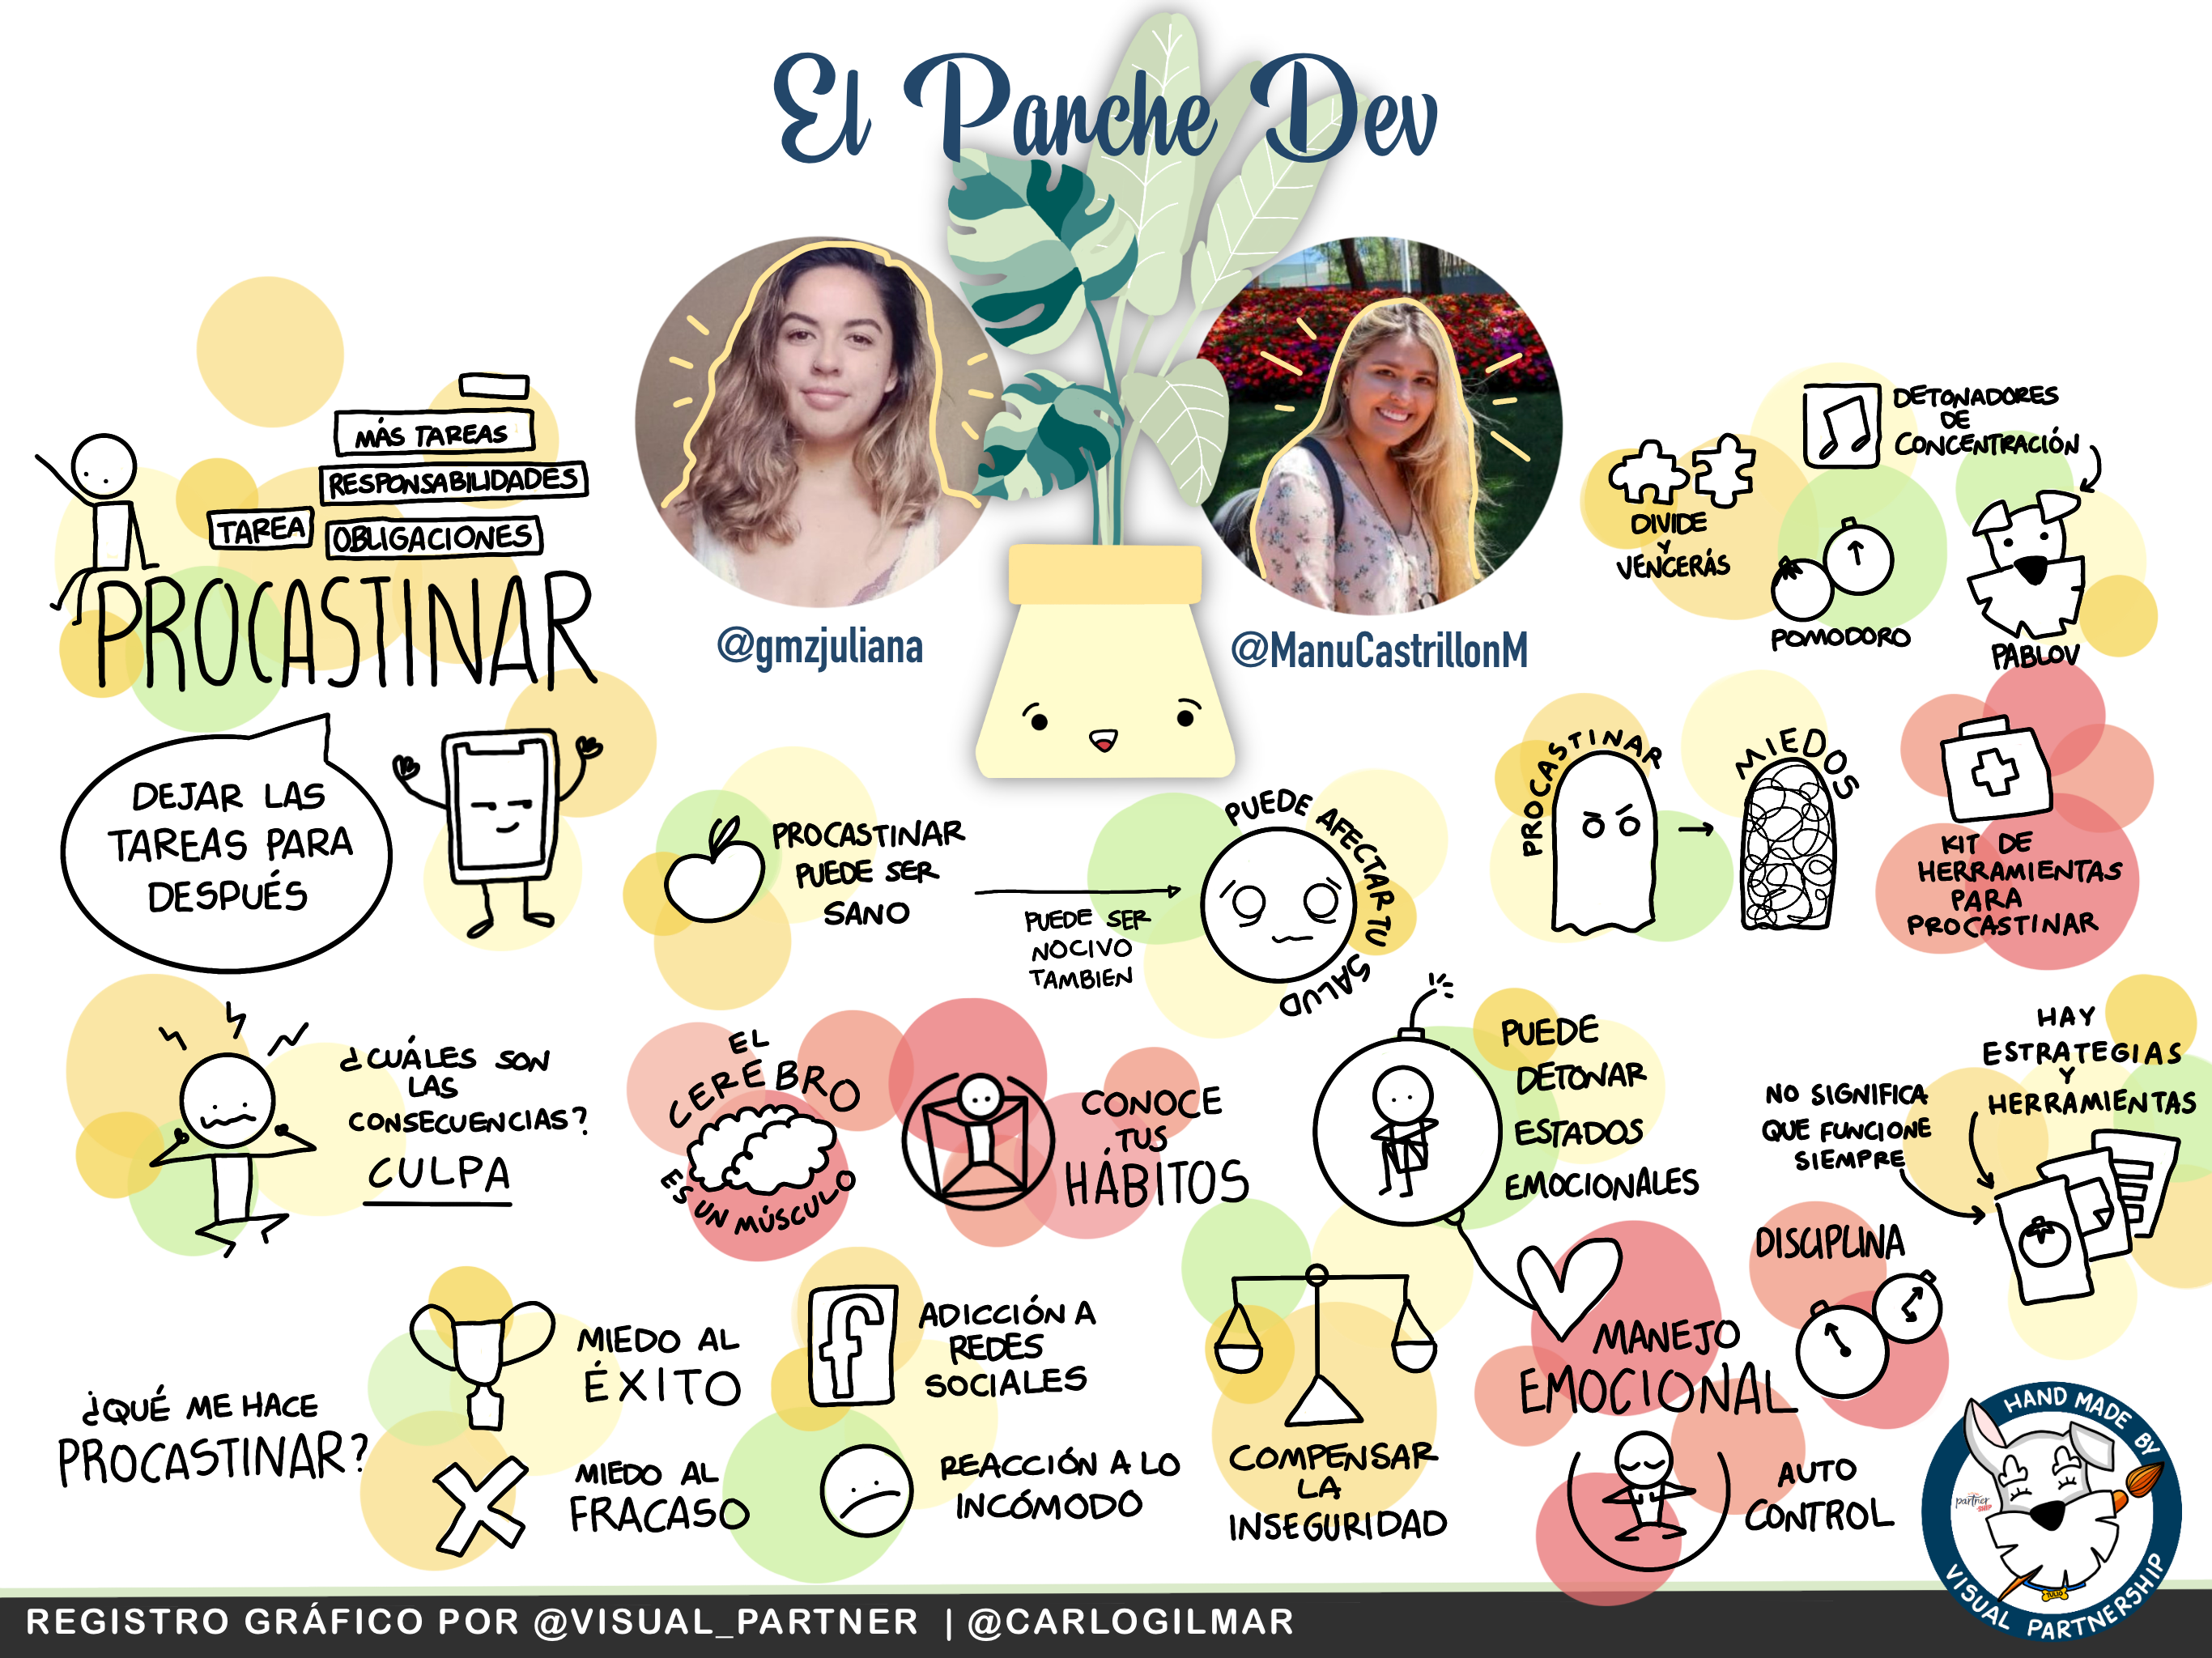 El Parche Dev
@gmzjuliana
@ManuCastrillonM
MÁS TAREAS
RESPONSABILIDADES
TAREA
OBLIGACIONES
PROCASTINAR
DEJAR LAS
TAREAS PARA
DESPUÉS
¿CUÁLES SON
LAS
CONSECUENCIAS?
CULPA
¿QUÉ ME HACE
PROCASTINAR?
MIEDO AL
ÉXITO
MIEDO AL
FRACASO
ADICCIÓN A
REDES
SOCIALES
REACCIÓN A LO
INCÓMODO
COMPENSAR
LA
INSEGURIDAD
PROCASTINAR
PUEDE SER
SANO
PUEDE SER
NOCIVO
TAMBIEN
PUEDE AFECTAR TU SALUD
EL
CEREBRO
ES UN MÚSCULO
CONOCE
TUS
HÁBITOS
PUEDE
DETONAR
ESTADOS
EMOCIONALES
MANEJO
EMOCIONAL
DISCIPLINA
AUTO
CONTROL
DIVIDE
Y
VENCERÁS
DETONADORES
DE
CONCENTRACIÓN
POMODORO
PABLOV
PROCASTINAR
MIEDOS
KIT DE
HERRAMIENTAS
PARA
PROCASTINAR
HAY
ESTRATEGIAS
Y
HERRAMIENTAS
NO SIGNIFICA
QUE FUNCIONE
SIEMPRE
HAND MADE BY
partner
VISUAL PARTNERSHIP
REGISTRO GRÁFICO POR @VISUAL_PARTNER | @CARLOGILMAR